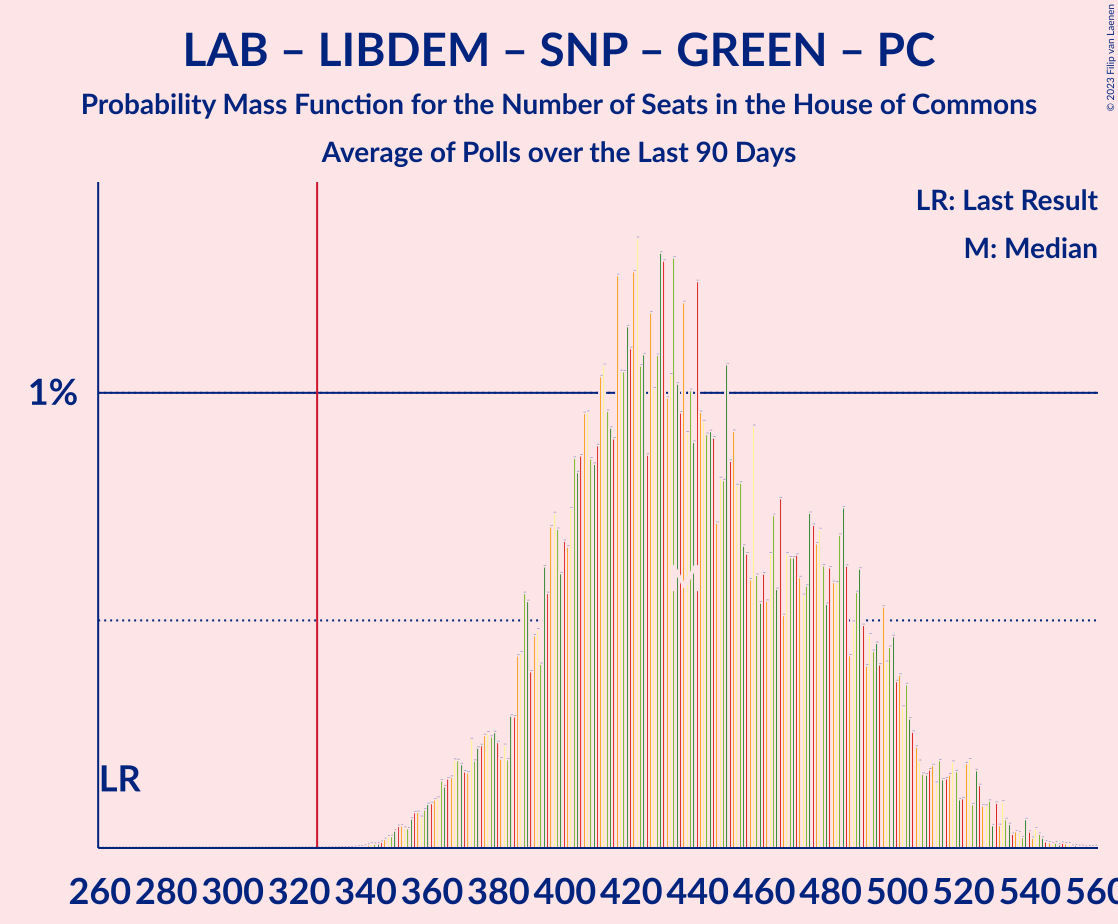 LAB – LIBDEM – SNP – GREEN – PC
Probability Mass Function for the Number of Seats in the House of Commons
Average of Polls over the Last 90 Days
© 2023 Filip van Laenen
LR: Last Result
M: Median
1%
M
LR
260 280 300 320 340 360 380 400 420 440 460 480 500 520 540 560